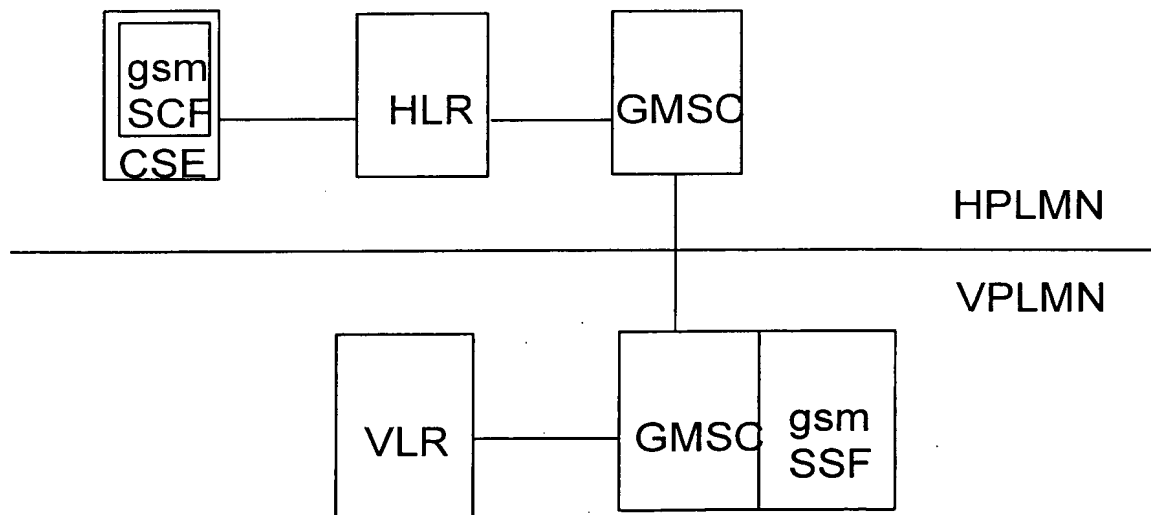 gsm
SCF
CSE
HLR
GMSC
HPLMN
VPLMN
VLR
GMSC
gsm
SSF